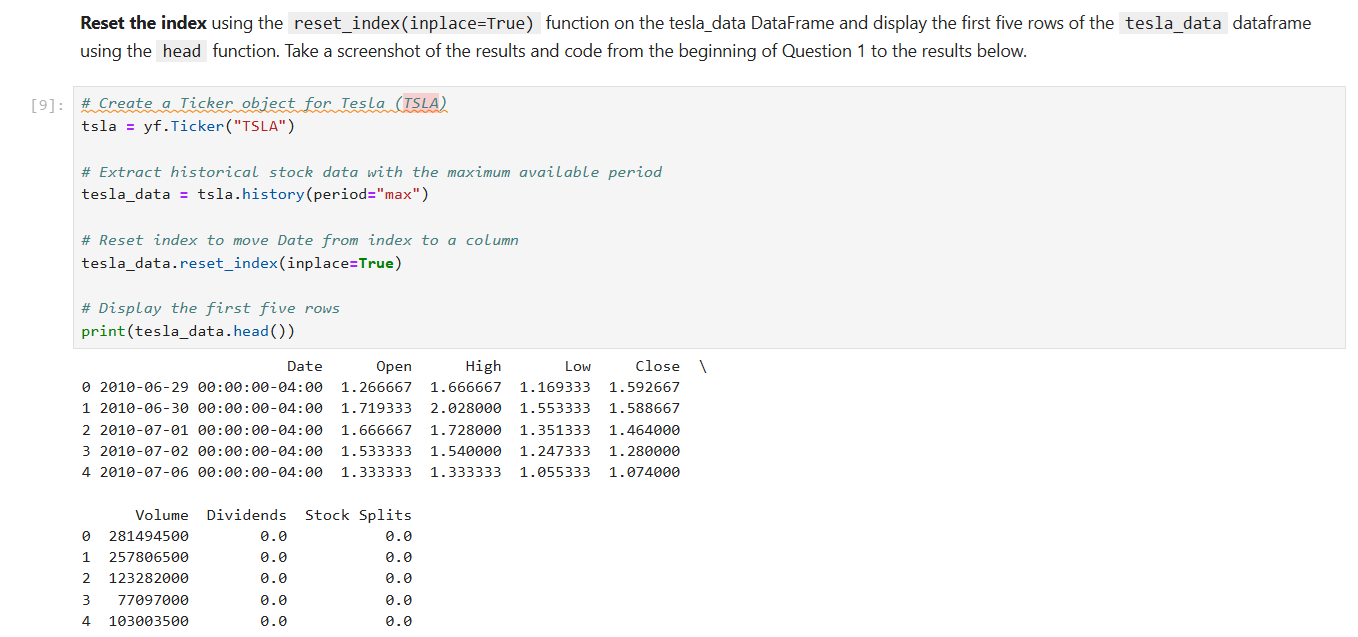 Reset the index using the reset_index(inplace=True) function on the tesla_data DataFrame and display the first five rows of the tesla_data dataframe
using the head function. Take a screenshot of the results and code from the beginning of Question 1 to the results below.
[9]: # Create a Ticker object for Tesla (TSLA)
tsla = yf.Ticker("TSLA")
# Extract historical stock data with the maximum available period
tesla_data = tsla.history(period="max")
# Reset index to move Date from index to a column
tesla_data.reset_index(inplace=True)
# Display the first five rows
print(tesla_data.head())
Date Open High Low Close \
0 2010-06-29 00:00:00-04:00 1.266667 1.666667 1.169333 1.592667
1 2010-06-30 00:00:00-04:00 1.719333 2.028000 1.553333 1.588667
2 2010-07-01 00:00:00-04:00 1.666667 1.728000 1.351333 1.464000
3 2010-07-02 00:00:00-04:00 1.533333 1.540000 1.247333 1.280000
4 2010-07-06 00:00:00-04:00 1.333333 1.333333 1.055333 1.074000
Volume Dividends Stock Splits
0 281494500 0.0 0.0
1 257806500 0.0 0.0
2 123282000 0.0 0.0
3 77097000 0.0 0.0
4 103003500 0.0 0.0